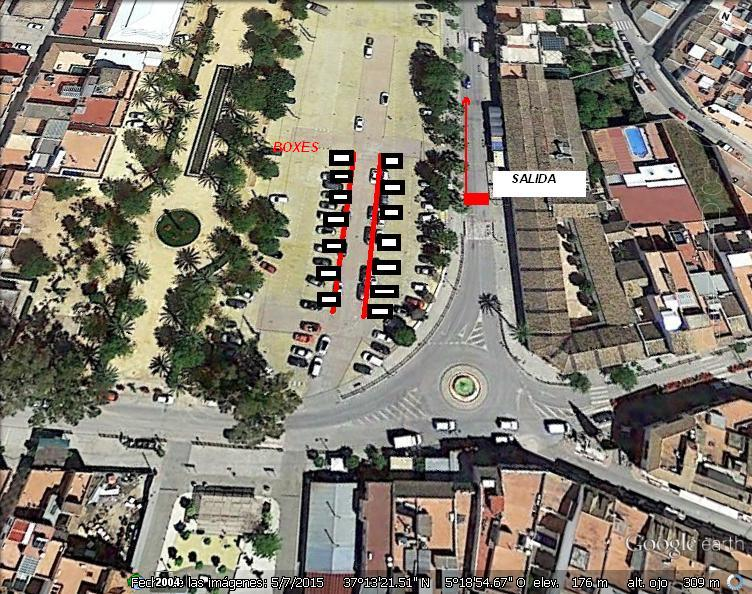 N
BOXES
SALIDA
Google earth
2004
Fecha de las imágenes: 5/7/2015 37°13'21.51" N 5°18'54.67" O elev. 176 m alt. ojo 309 m